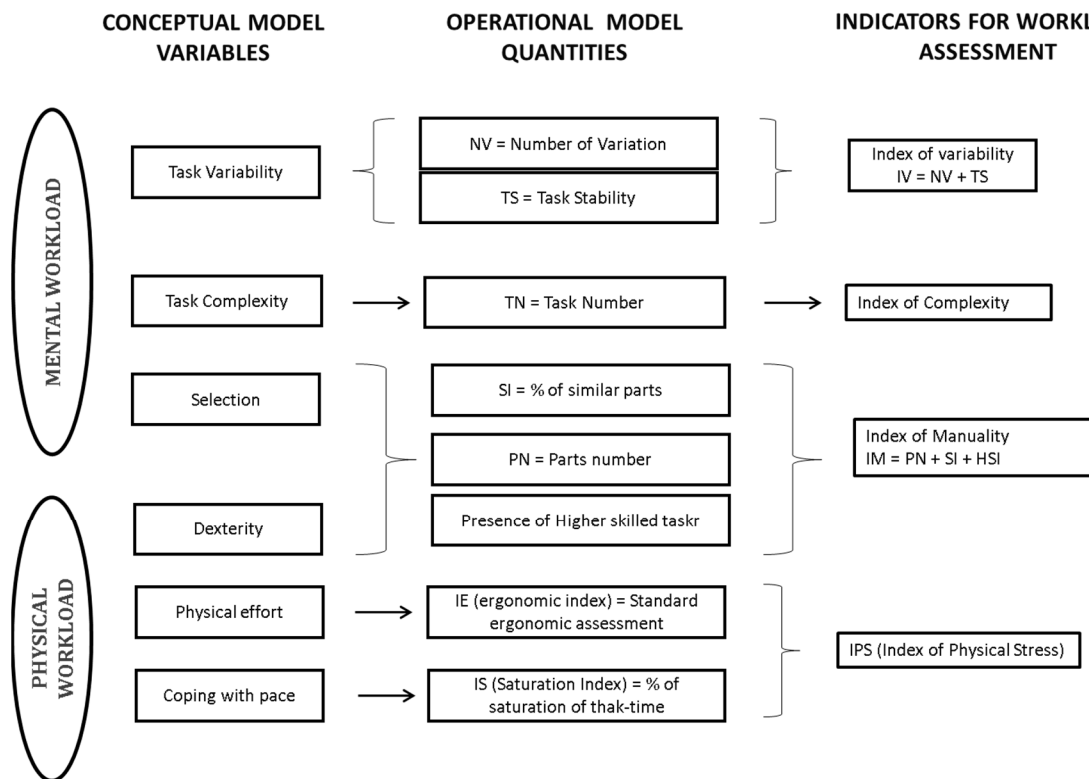 CONCEPTUAL MODEL
VARIABLES
OPERATIONAL MODEL
QUANTITIES
INDICATORS FOR WORKL
ASSESSMENT
MENTAL WORKLOAD
Task Variability
NV = Number of Variation
TS = Task Stability
Index of variability
IV = NV + TS
Task Complexity
TN = Task Number
Index of Complexity
Selection
SI = % of similar parts
PN = Parts number
Index of Manuality
IM = PN + SI + HSI
Dexterity
Presence of Higher skilled taskr
PHYSICAL
WORKLOAD
Physical effort
IE (ergonomic index) = Standard
ergonomic assessment
IPS (Index of Physical Stress)
Coping with pace
IS (Saturation Index) = % of
saturation of thak-time